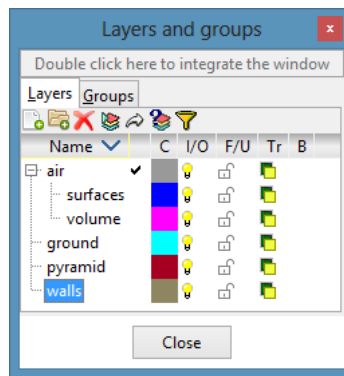 Layers and groups
x
Double click here to integrate the window
Layers Groups
Name C I/O F/U Tr B
air
surfaces
volume
ground
pyramid
walls
Close